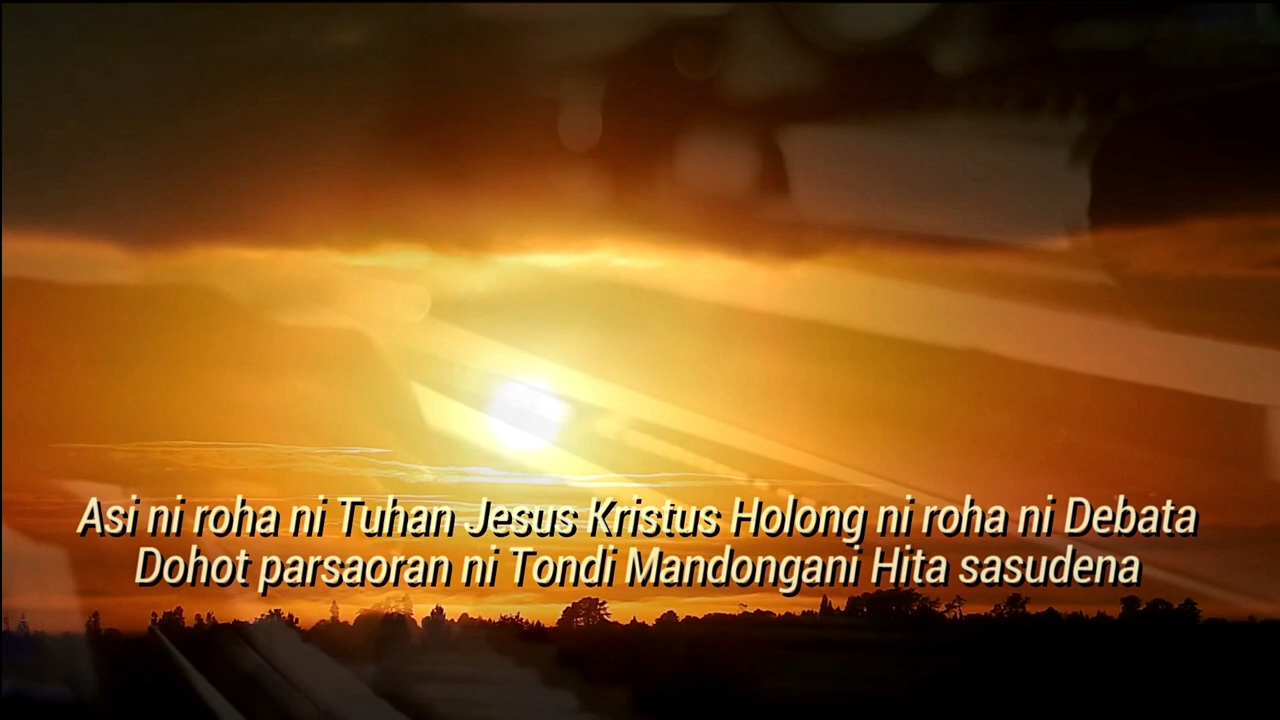 Asi ni roha ni Tuhan Jesus Kristus Holong ni roha ni Debata
Dohot parsaoran ni Tondi Mandongani Hita sasudena